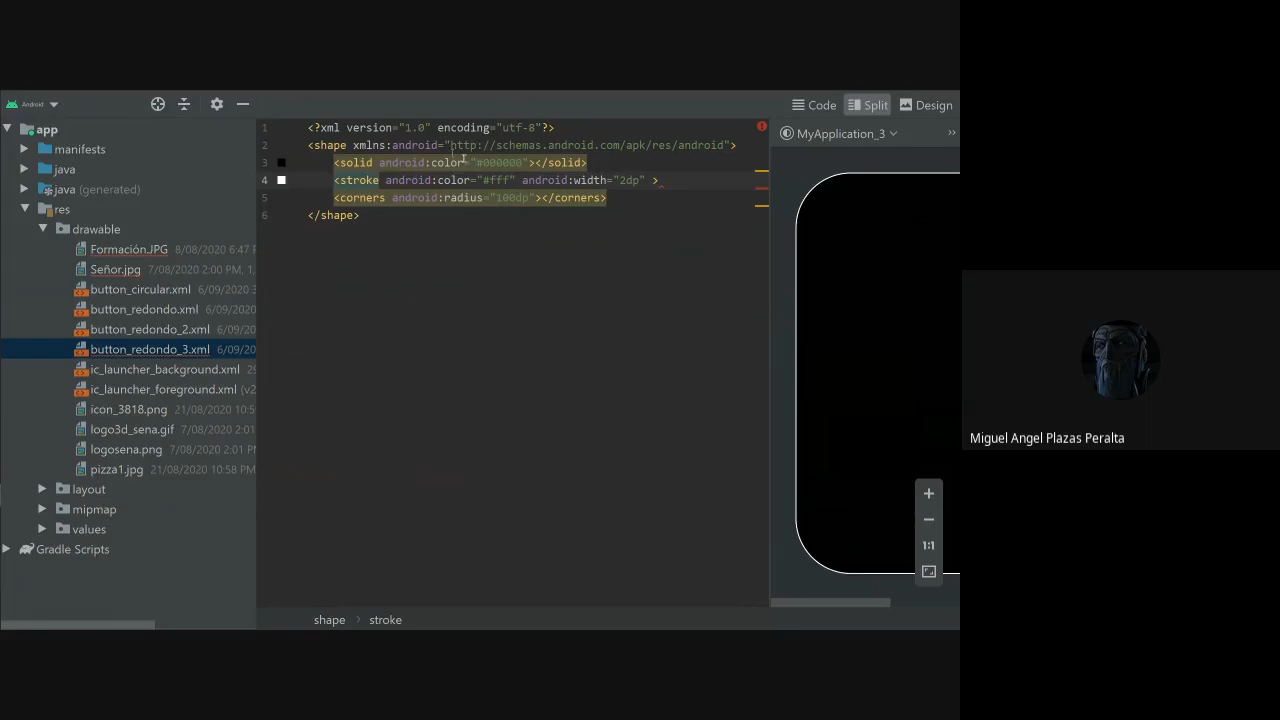 Android
Code
Split
Design
app
manifests
java
java (generated)
res
drawable
Formación.JPG 8/08/2020 6:47 P
Señor.jpg 7/08/2020 2:00 PM, 1,
button_circular.xml 6/09/2020 3
button_redondo.xml 6/09/2020
button_redondo_2.xml 6/09/20
button_redondo_3.xml 6/09/20
ic_launcher_background.xml 29
ic_launcher_foreground.xml (v2
icon_3818.png 21/08/2020 10:5
logo3d_sena.gif 7/08/2020 2:01
logosena.png 7/08/2020 2:01 P
pizza1.jpg 21/08/2020 10:58 PM
layout
mipmap
values
Gradle Scripts
1 <?xml version="1.0" encoding="utf-8"?>
2 <shape xmlns:android="http://schemas.android.com/apk/res/android">
3 <solid android:color="#000000"></solid>
4 <stroke android:color="#fff" android:width="2dp" >
5 <corners android:radius="100dp"></corners>
6 </shape>
shape > stroke
MyApplication_3 »
+
−
1:1
Miguel Angel Plazas Peralta